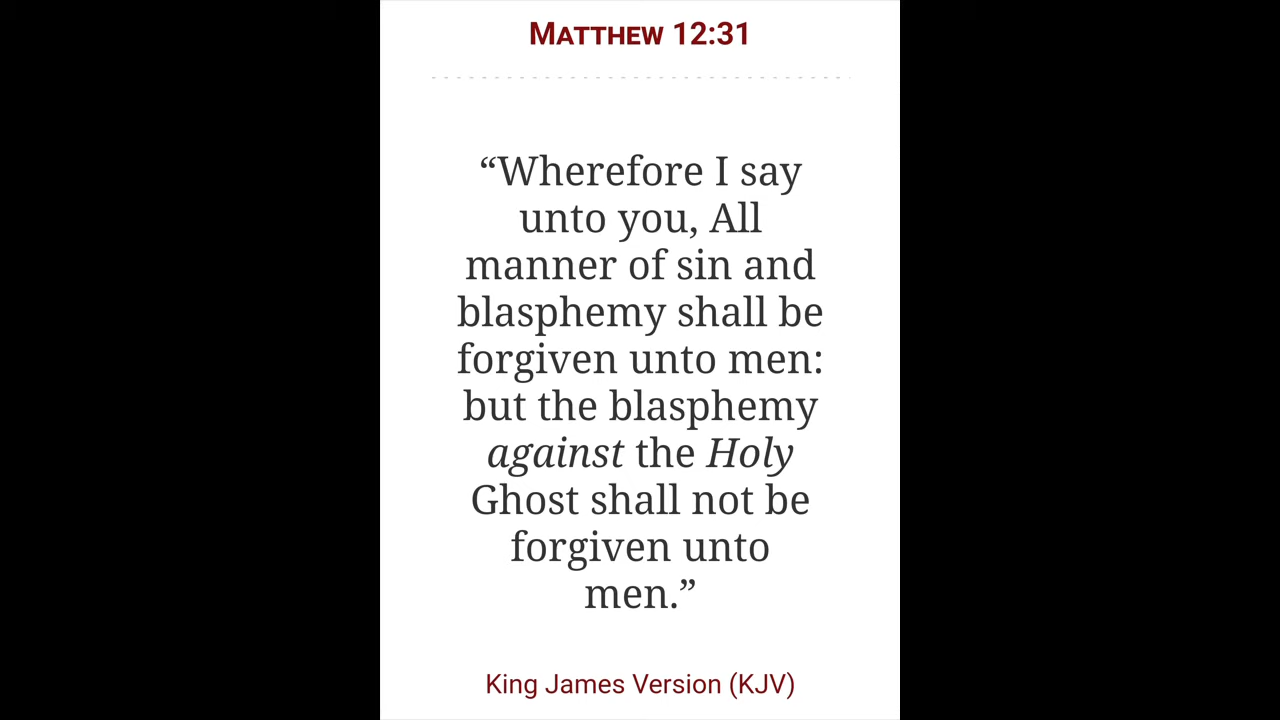 Matthew 12:31
“Wherefore I say
unto you, All
manner of sin and
blasphemy shall be
forgiven unto men:
but the blasphemy
against the Holy
Ghost shall not be
forgiven unto
men.”
King James Version (KJV)